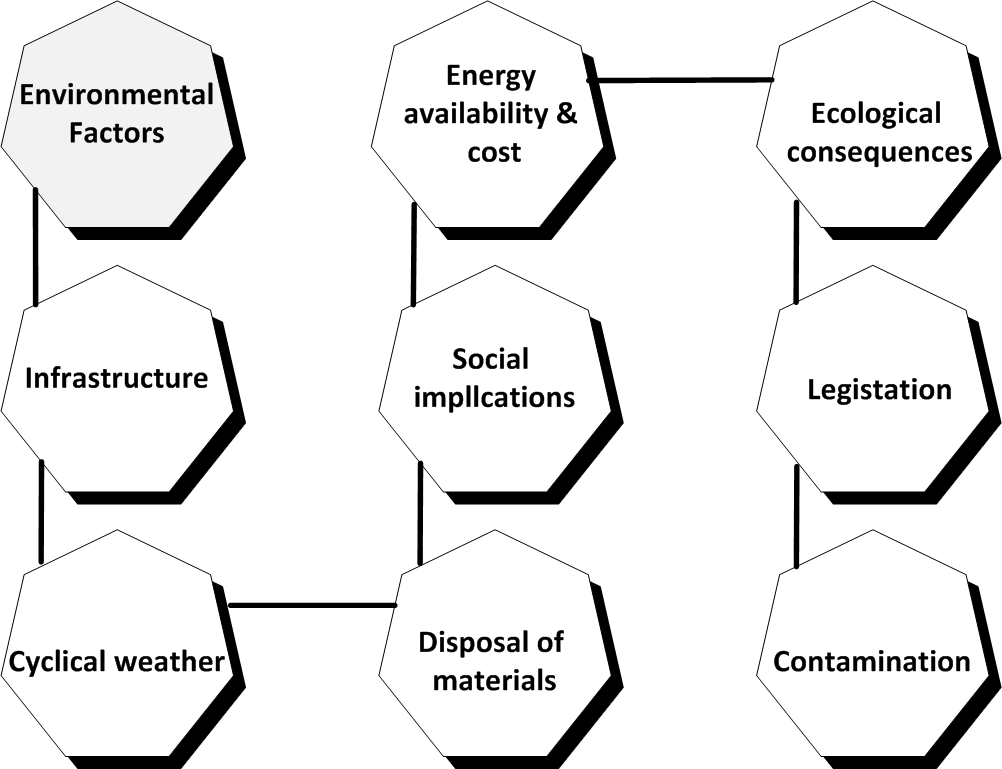 Environmental
Factors
Infrastructure
Cyclical weather
Disposal of
materials
Social
impllcations
Energy
availability &
cost
Ecological
consequences
Legistation
Contamination